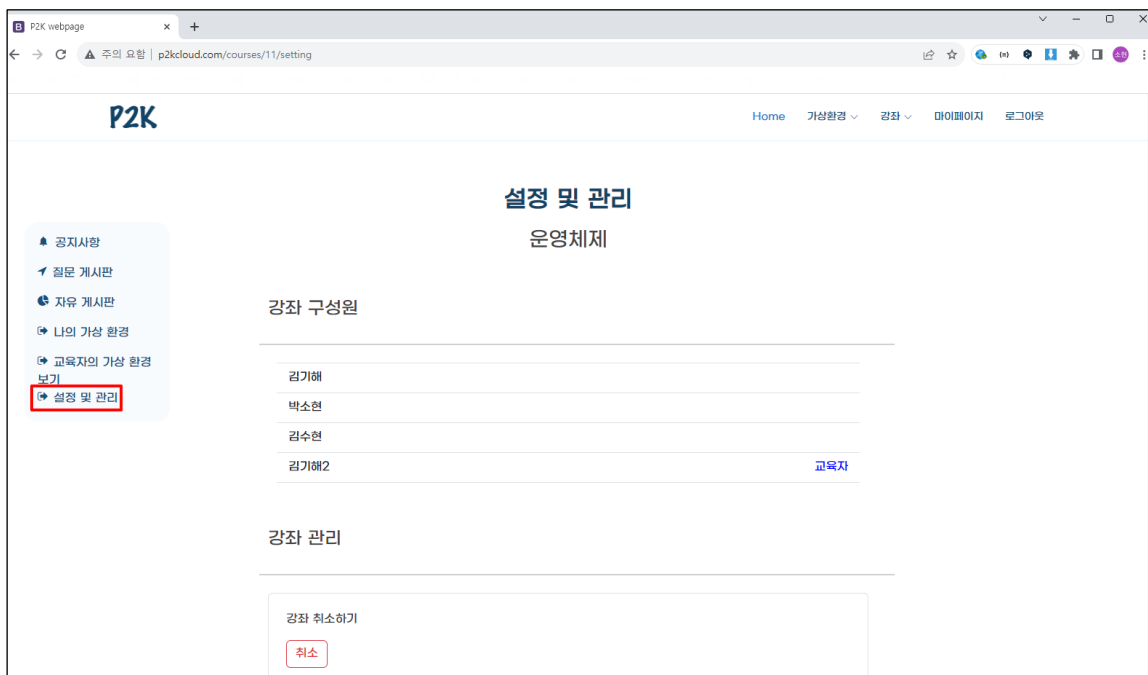 P2K webpage
주의 요함 | p2kcloud.com/courses/11/setting
소현
P2K
Home 가상환경 강좌 마이페이지 로그아웃
설정 및 관리
운영체제
공지사항
질문 게시판
자유 게시판
나의 가상 환경
교육자의 가상 환경
보기
설정 및 관리
강좌 구성원
김기해
박소현
김수현
김기해2 교육자
강좌 관리
강좌 취소하기
취소